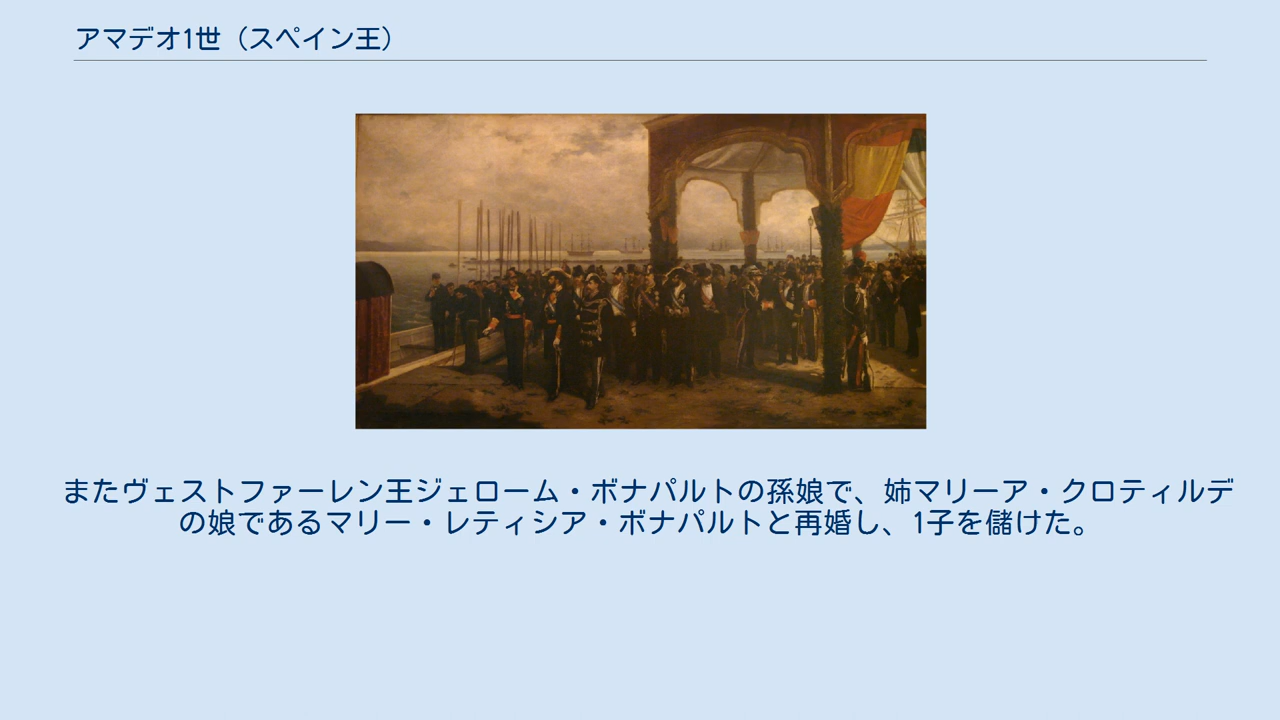 アマデオ1世（スペイン王）
またヴェストファーレン王ジェローム・ボナパルトの孫娘で、姉マリーア・クロティルデ
の娘であるマリー・レティシア・ボナパルトと再婚し、1子を儲けた。